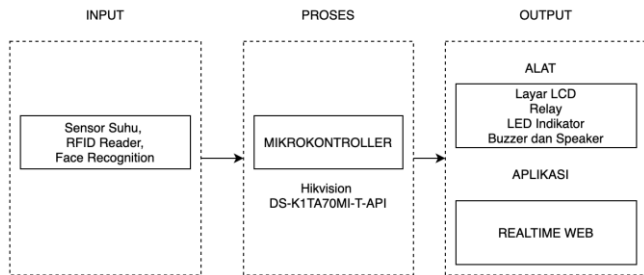 INPUT
PROSES
OUTPUT
Sensor Suhu,
RFID Reader,
Face Recognition
MIKROKONTROLLER
Hikvision
DS-K1TA70MI-T-API
ALAT
Layar LCD
Relay
LED Indikator
Buzzer dan Speaker
APLIKASI
REALTIME WEB